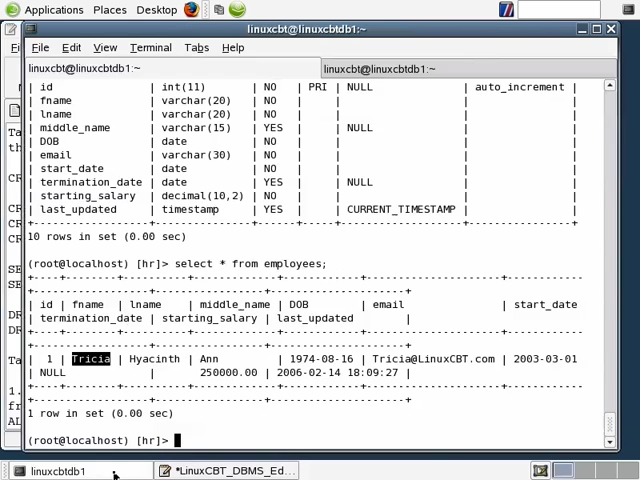 Applications Places Desktop
linuxcbt@linuxcbtdb1:~
File Edit View Terminal Tabs Help
linuxcbt@linuxcbtdb1:~ linuxcbt@linuxcbtdb1:~
| id | int(11) | NO | PRI | NULL | auto_increment |
| fname | varchar(20) | NO | | | |
| lname | varchar(20) | NO | | | |
| middle_name | varchar(15) | YES | | NULL | |
| DOB | date | NO | | | |
| email | varchar(30) | NO | | | |
| start_date | date | NO | | | |
| termination_date | date | YES | | NULL | |
| starting_salary | decimal(10,2) | NO | | | |
| last_updated | timestamp | YES | | CURRENT_TIMESTAMP | |
10 rows in set (0.00 sec)
(root@localhost) [hr]> select * from employees;
| id | fname | lname | middle_name | DOB | email | start_date
| termination_date | starting_salary | last_updated |
| 1 | Tricia | Hyacinth | Ann | 1974-08-16 | Tricia@LinuxCBT.com | 2003-03-01
| NULL | 250000.00 | 2006-02-14 18:09:27 |
1 row in set (0.00 sec)
(root@localhost) [hr]>
linuxcbtdb1 *LinuxCBT_DBMS_Ed...